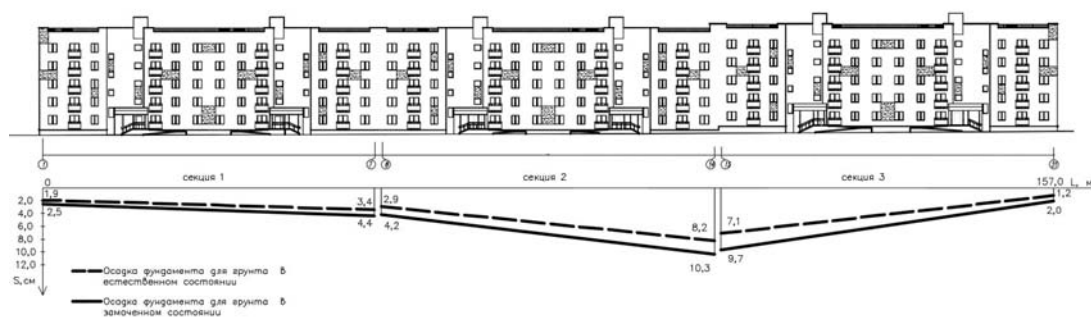 1 7 8 14 15 21
секция 1 секция 2 секция 3
0 157,0 L, м
1,9 3,4 2,9 8,2 7,1 1,2
2,5 4,4 4,2 10,3 9,7 2,0
2,0
4,0
6,0
8,0
10,0
12,0
S, см
Осадка фундамента для грунта в
естественном состоянии
Осадка фундамента для грунта в
замоченном состоянии